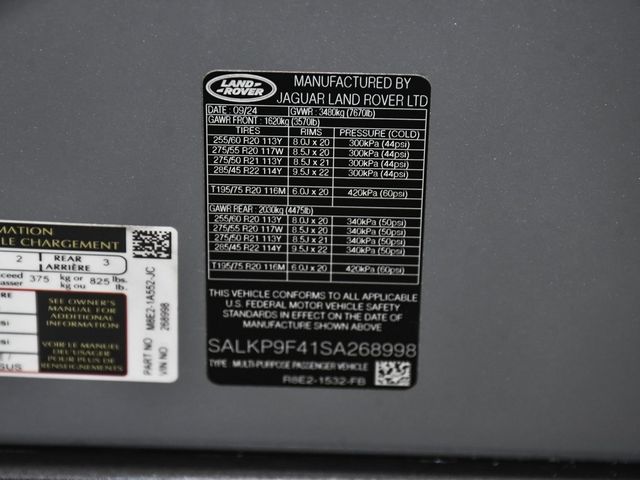 LAND
ROVER
MANUFACTURED BY
JAGUAR LAND ROVER LTD
DATE : 09/24 GVWR : 3480kg (7670lb)
GAWR FRONT : 1620kg (3570lb)
TIRES RIMS PRESSURE (COLD)
255/60 R20 113Y 8.0J x 20 300kPa (44psi)
275/55 R20 117W 8.5J x 20 300kPa (44psi)
275/50 R21 113Y 8.5J x 21 300kPa (44psi)
285/45 R22 114Y 9.5J x 22 300kPa (44psi)
T195/75 R20 116M 6.0J x 20 420kPa (60psi)
GAWR REAR : 2030kg (4475lb)
255/60 R20 113Y 8.0J x 20 340kPa (50psi)
275/55 R20 117W 8.5J x 20 340kPa (50psi)
275/50 R21 113Y 8.5J x 21 340kPa (50psi)
285/45 R22 114Y 9.5J x 22 340kPa (50psi)
T195/75 R20 116M 6.0J x 20 420kPa (60psi)
THIS VEHICLE CONFORMS TO ALL APPLICABLE
U.S. FEDERAL MOTOR VEHICLE SAFETY
STANDARDS IN EFFECT ON THE DATE OF
MANUFACTURE SHOWN ABOVE
SALKP9F41SA268998
TYPE : MULTI-PURPOSE PASSENGER VEHICLE
R8E2-1532-FB
MATION
LE CHARGEMENT
2 REAR 3
ARRIÈRE
ceed 375 kg or 825 lbs.
asser kg ou lb.
SEE OWNER'S
MANUAL FOR
ADDITIONAL
INFORMATION
VOIR LE MANUEL
DE L'USAGER
POUR PLUS DE
RENSEIGNEMENTS
PART NO M8E2-1A552-JC
VIN NO 268998